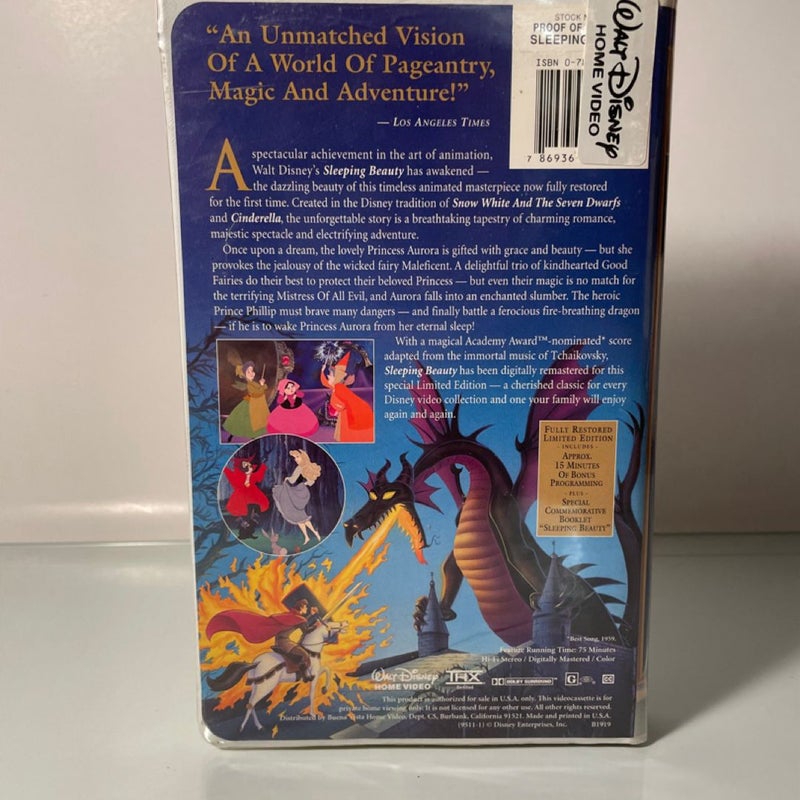 “An Unmatched Vision
Of A World Of Pageantry,
Magic And Adventure!”
— Los Angeles Times
STOCK
PROOF OF
SLEEPING
ISBN 0-7
7 86936
Walt Disney
HOME VIDEO
A spectacular achievement in the art of animation,
Walt Disney's Sleeping Beauty has awakened —
the dazzling beauty of this timeless animated masterpiece now fully restored
for the first time. Created in the Disney tradition of Snow White And The Seven Dwarfs
and Cinderella, the unforgettable story is a breathtaking tapestry of charming romance,
majestic spectacle and electrifying adventure.
Once upon a dream, the lovely Princess Aurora is gifted with grace and beauty — but she
provokes the jealousy of the wicked fairy Maleficent. A delightful trio of kindhearted Good
Fairies do their best to protect their beloved Princess — but even their magic is no match for
the terrifying Mistress Of All Evil, and Aurora falls into an enchanted slumber. The heroic
Prince Phillip must brave many dangers — and finally battle a ferocious fire-breathing dragon
— if he is to wake Princess Aurora from her eternal sleep!
With a magical Academy Award™-nominated* score
adapted from the immortal music of Tchaikovsky,
Sleeping Beauty has been digitally remastered for this
special Limited Edition — a cherished classic for every
Disney video collection and one your family will enjoy
again and again.
Fully Restored
Limited Edition
- INCLUDES -
Approx.
15 Minutes
Of Bonus
Programming
- PLUS -
Special
Commemorative
Booklet
“Sleeping Beauty”
*Best Song, 1959.
Feature Running Time: 75 Minutes
Hi-Fi Stereo / Digitally Mastered / Color
Walt Disney
HOME VIDEO
THX
DOLBY SURROUND
G
This product is authorized for sale in U.S.A. only. This videocassette is for
private home viewing only. It is not licensed for any other use. All other rights reserved.
Distributed by Buena Vista Home Video, Dept. CS, Burbank, California 91521. Made and printed in U.S.A.
(9511-1) © Disney Enterprises, Inc. B1919